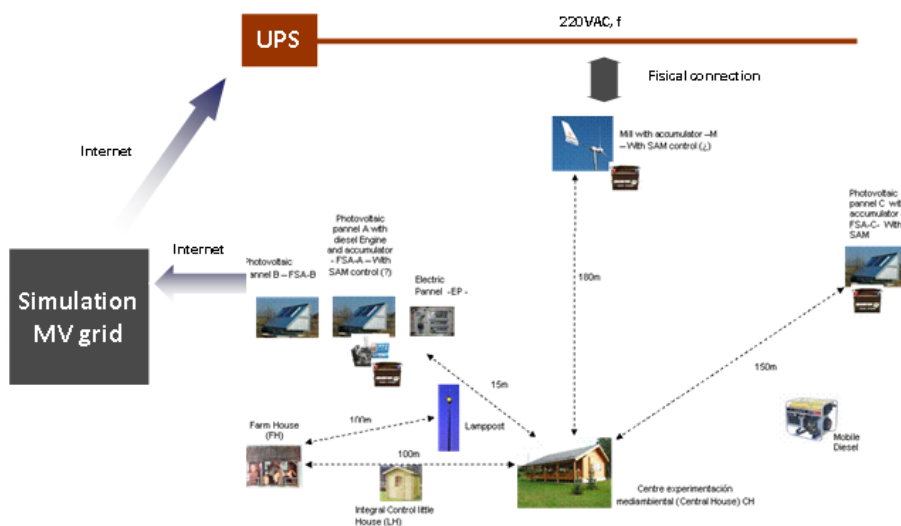 220VAC, f
UPS
Fisical connection
Internet
Mill with accumulator –M
– With SAM control (¿)
Photovoltaic
pannel C with
accumulator -
FSA-C- With
SAM
Photovoltaic
pannel A with
diesel Engine
and accumulator
- FSA-A – With
SAM control (?)
Internet
Photovoltaic
annel B – FSA-B
Electric
Pannel -EP -
Simulation
MV grid
180m
150m
15m
100m
Lamppost
Farm House
(FH)
100m
Mobile
Diesel
Integral Control little
House (LH)
Centre experimentación
mediambiental (Central House) CH